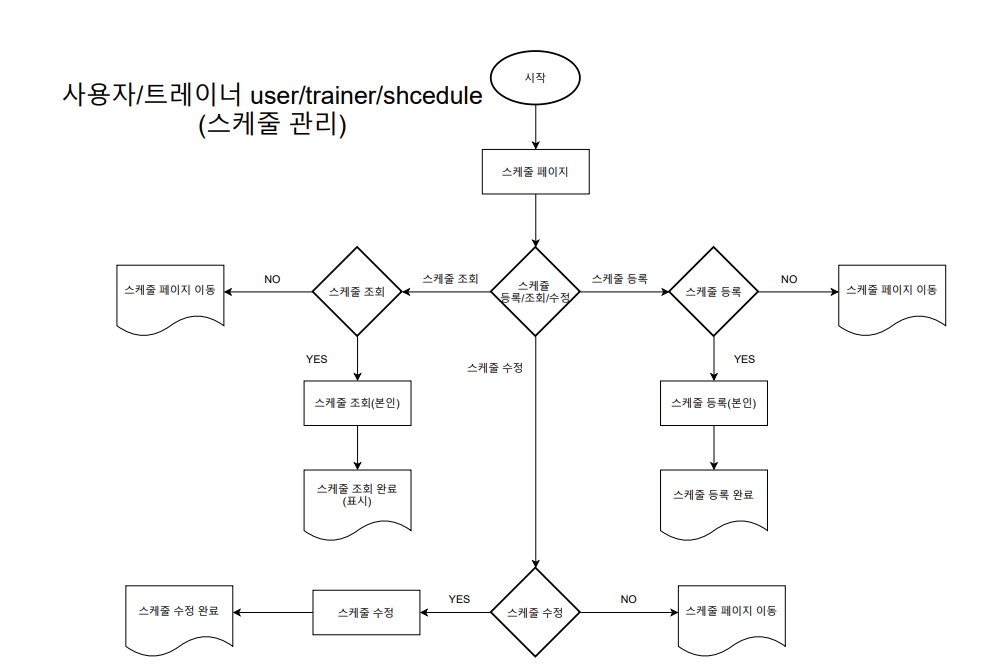 시작
사용자/트레이너 user/trainer/shcedule
(스케줄 관리)
스케줄 페이지
스케줄 페이지 이동
NO
스케줄 조회
스케줄 조회
스케줄
등록/조회/수정
스케줄 등록
스케줄 등록
NO
스케줄 페이지 이동
YES
스케줄 수정
YES
스케줄 조회(본인)
스케줄 등록(본인)
스케줄 조회 완료
(표시)
스케줄 등록 완료
스케줄 수정 완료
스케줄 수정
YES
스케줄 수정
NO
스케줄 페이지 이동